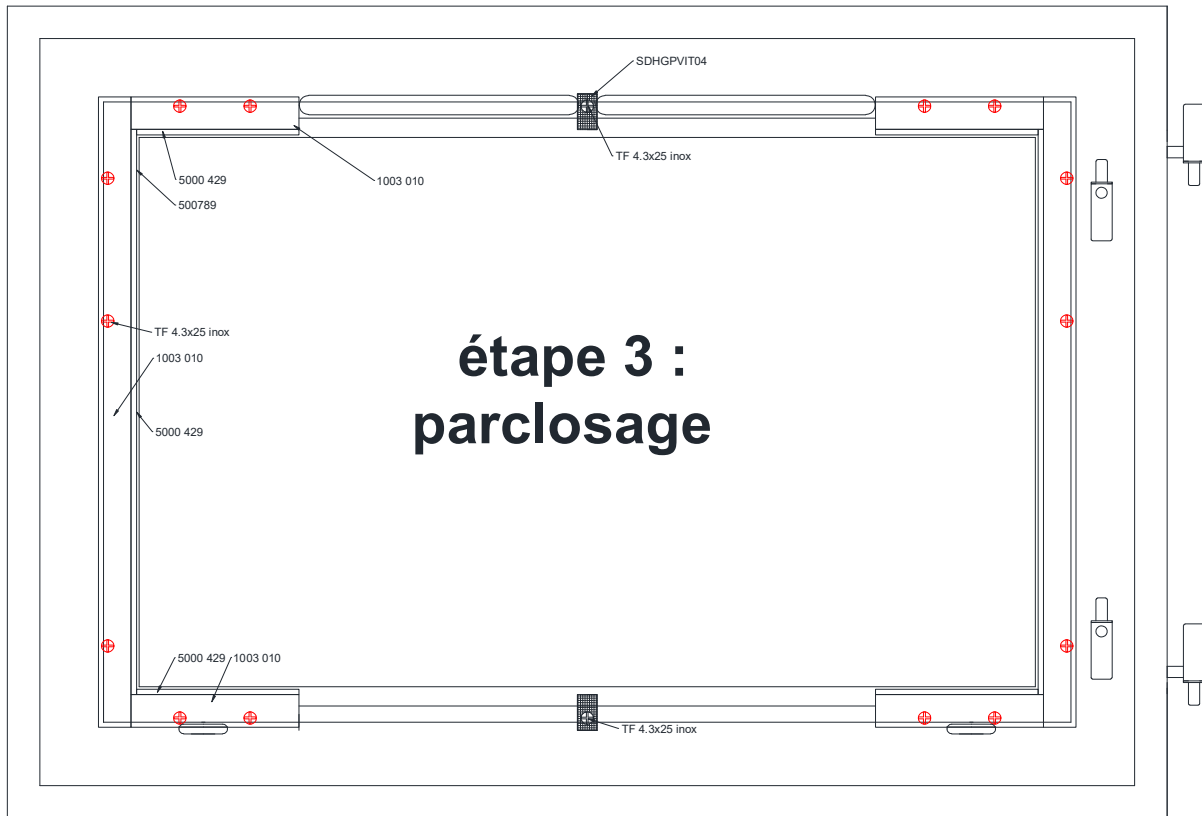 SDHGPVIT04
TF 4.3x25 inox
5000 429
1003 010
500789
TF 4.3x25 inox
1003 010
étape 3 :
parclosage
5000 429
5000 429
1003 010
TF 4.3x25 inox